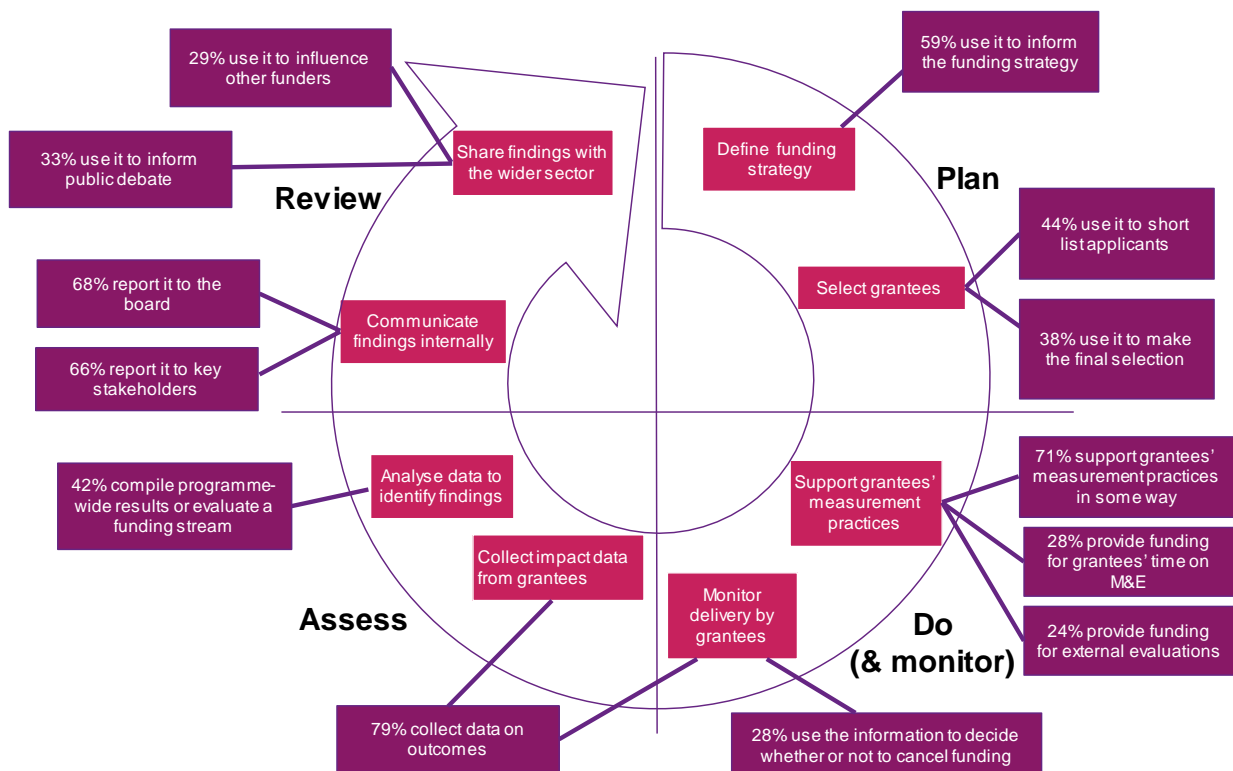 29% use it to influence
other funders
59% use it to inform
the funding strategy
33% use it to inform
public debate
Share findings with
the wider sector
Define funding
strategy
Review
Plan
44% use it to short
list applicants
68% report it to the
board
Select grantees
Communicate
findings internally
38% use it to make
the final selection
66% report it to key
stakeholders
42% compile programme-
wide results or evaluate a
funding stream
Analyse data to
identify findings
Support grantees’
measurement
practices
71% support grantees’
measurement practices
in some way
Collect impact data
from grantees
28% provide funding
for grantees’ time on
M&E
Assess
Monitor
delivery by
grantees
Do
(& monitor)
24% provide funding
for external evaluations
79% collect data on
outcomes
28% use the information to decide
whether or not to cancel funding